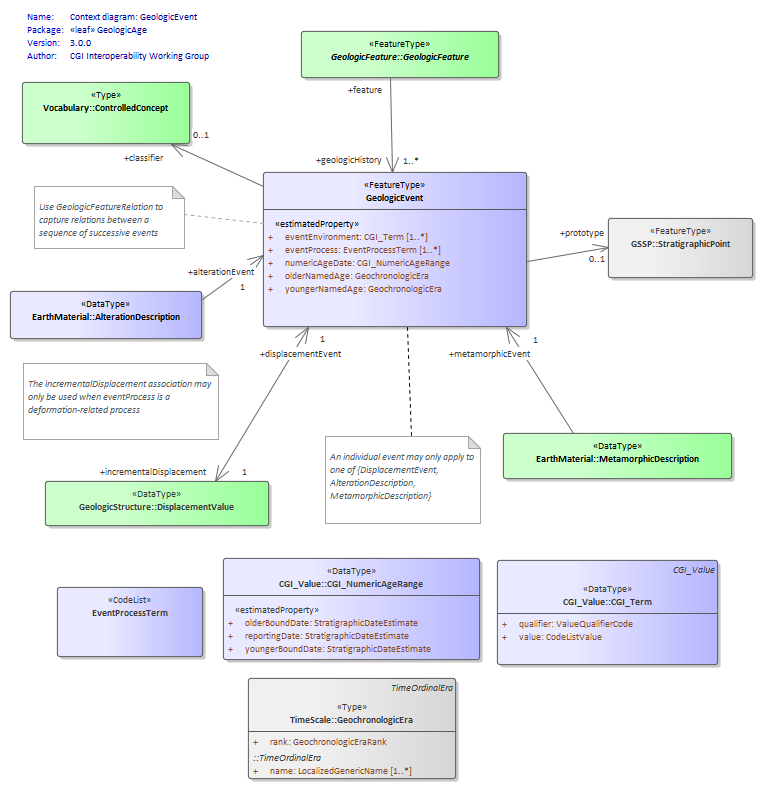 Name: Context diagram: GeologicEvent
Package: «leaf» GeologicAge
Version: 3.0.0
Author: CGI Interoperability Working Group
«FeatureType»
GeologicFeature::GeologicFeature
+feature
«Type»
Vocabulary::ControlledConcept
0..1
+classifier
+geologicHistory 1..*
«FeatureType»
GeologicEvent
«estimatedProperty»
+ eventEnvironment: CGI_Term [1..*]
+ eventProcess: EventProcessTerm [1..*]
+ numericAgeDate: CGI_NumericAgeRange
+ olderNamedAge: GeochronologicEra
+ youngerNamedAge: GeochronologicEra
Use GeologicFeatureRelation to
capture relations between a
sequence of successive events
+prototype
0..1
«FeatureType»
GSSP::StratigraphicPoint
+alterationEvent
1
«DataType»
EarthMaterial::AlterationDescription
1
+displacementEvent
1
+metamorphicEvent
The incrementalDisplacement association may
only be used when eventProcess is a
deformation-related process
An individual event may only apply to
one of {DisplacementEvent,
AlterationDescription,
MetamorphicDescription}
«DataType»
EarthMaterial::MetamorphicDescription
+incrementalDisplacement 1
«DataType»
GeologicStructure::DisplacementValue
«CodeList»
EventProcessTerm
«DataType»
CGI_Value::CGI_NumericAgeRange
«estimatedProperty»
+ olderBoundDate: StratigraphicDateEstimate
+ reportingDate: StratigraphicDateEstimate
+ youngerBoundDate: StratigraphicDateEstimate
CGI_Value
«DataType»
CGI_Value::CGI_Term
+ qualifier: ValueQualifierCode
+ value: CodeListValue
TimeOrdinalEra
«Type»
TimeScale::GeochronologicEra
+ rank: GeochronologicEraRank
::TimeOrdinalEra
+ name: LocalizedGenericName [1..*]